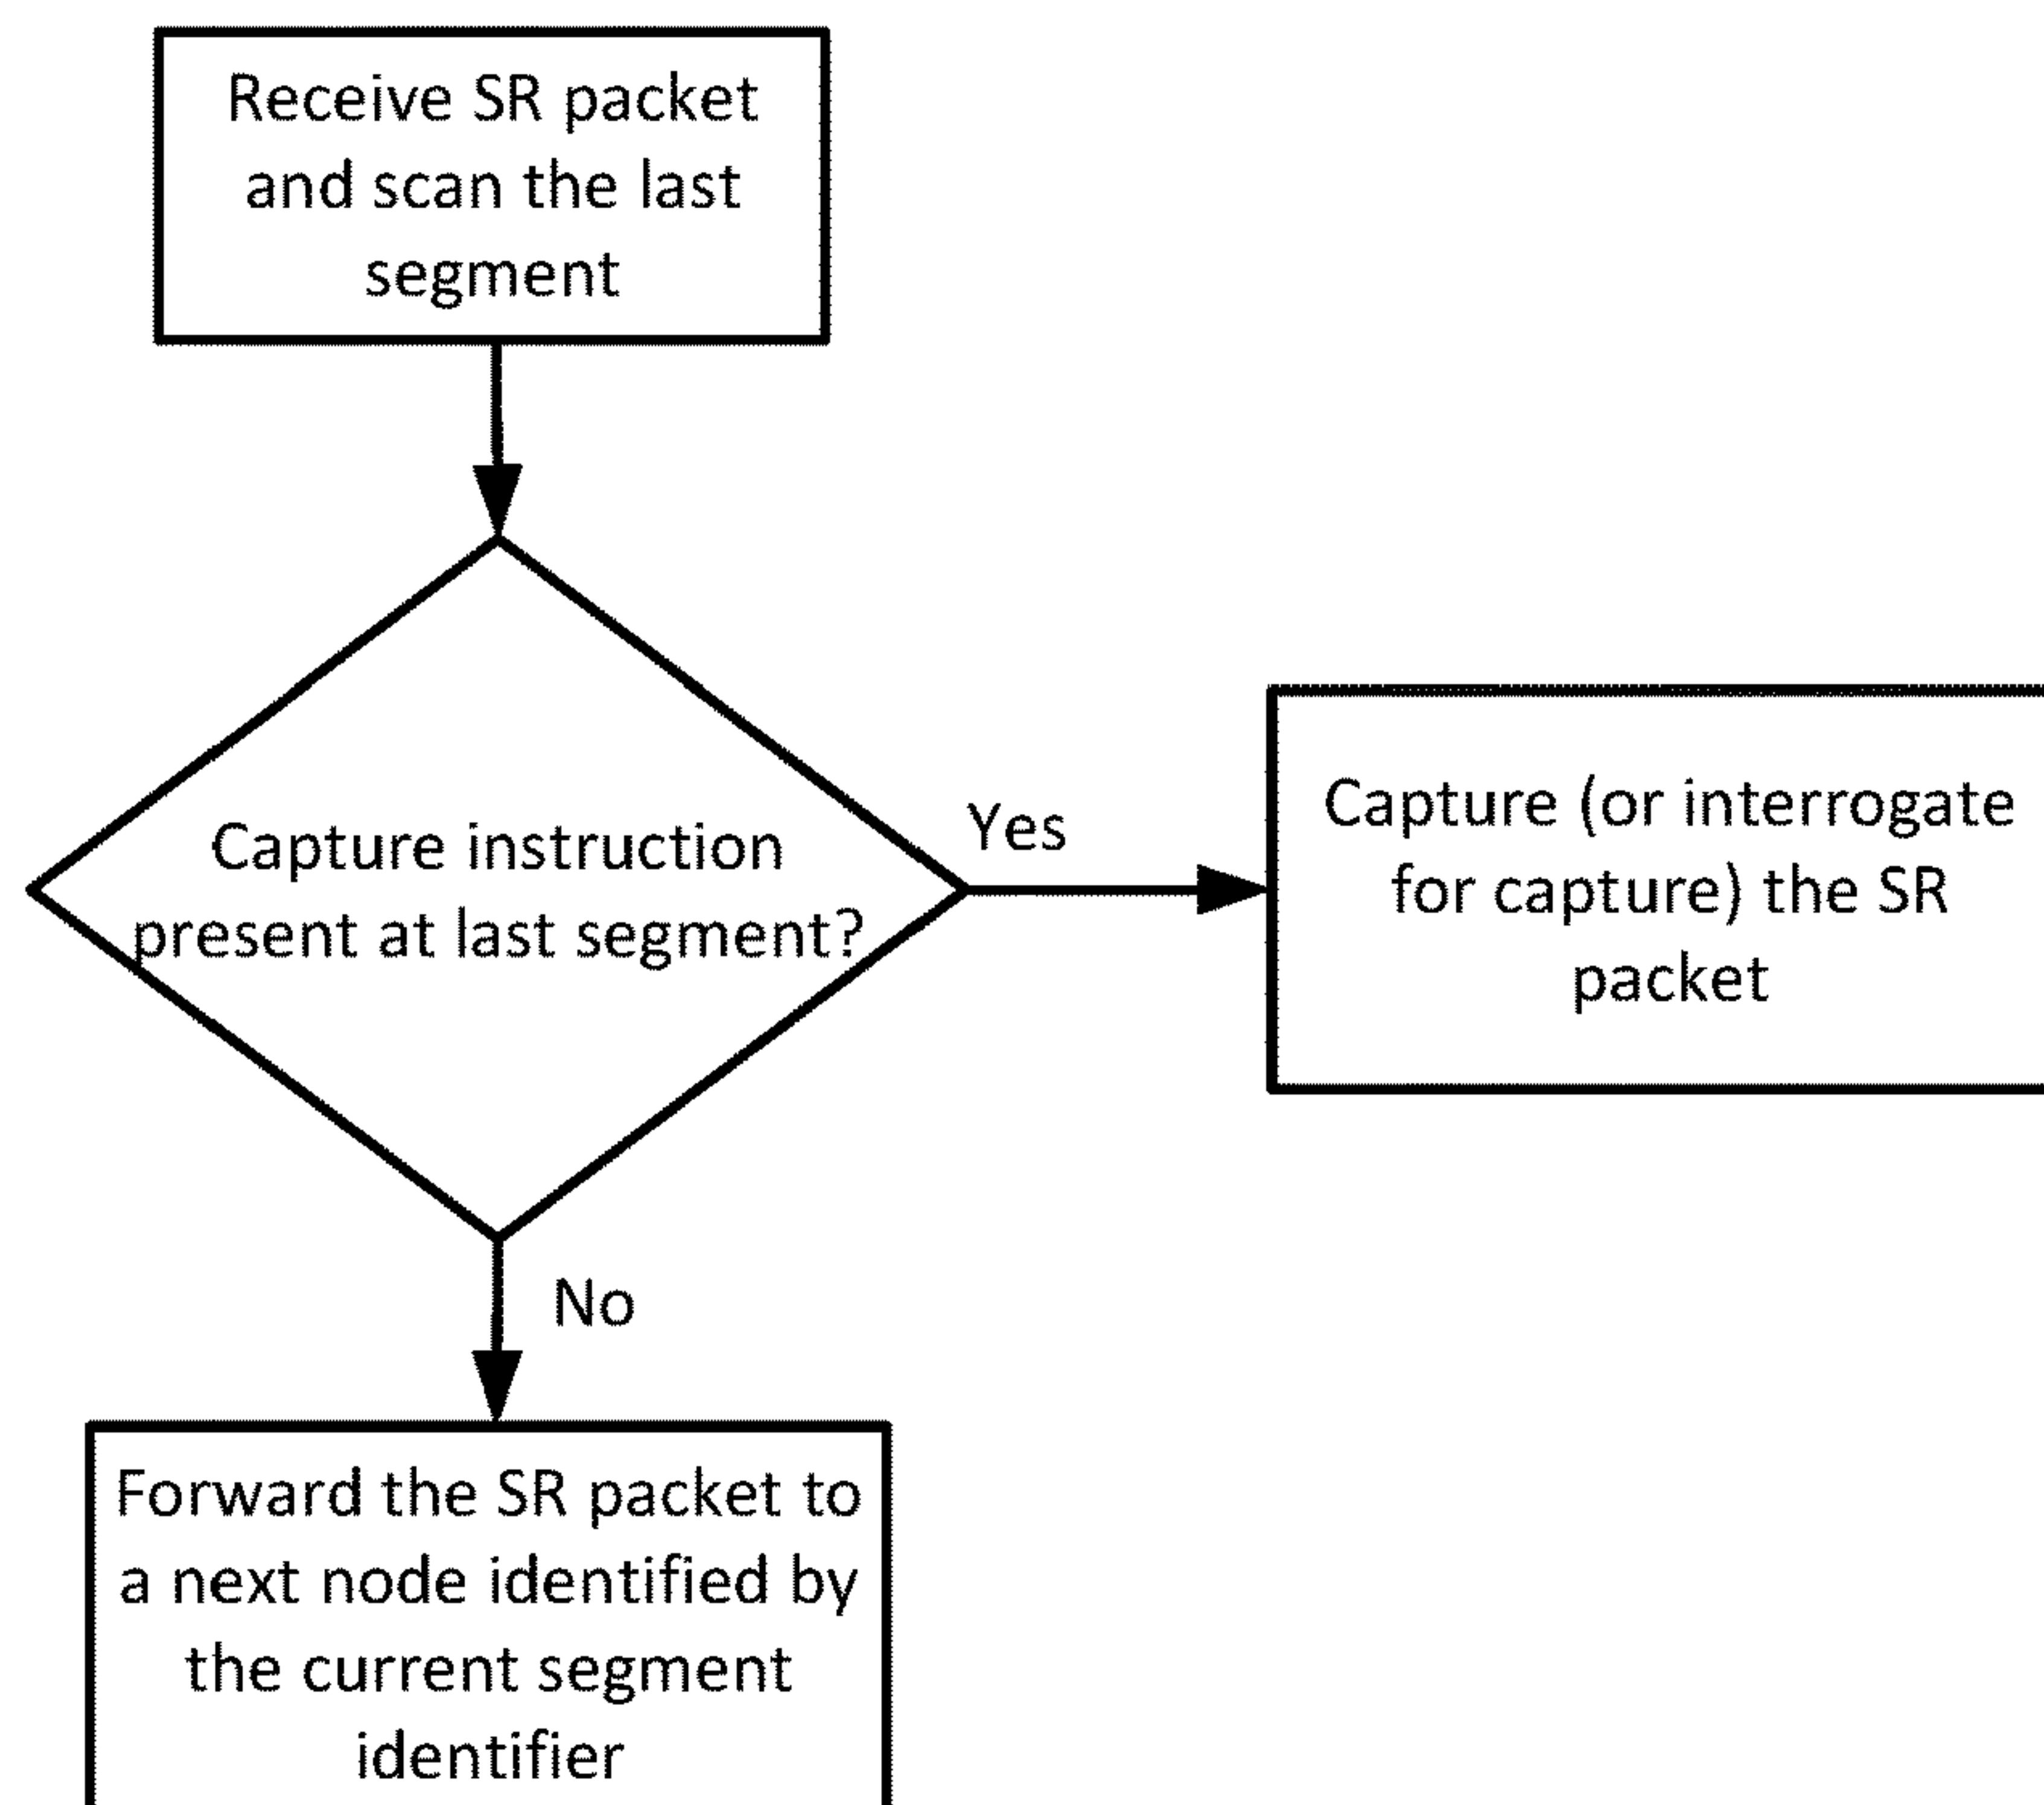 Receive SR packet
and scan the last
segment
Capture instruction
present at last segment?
Yes
Capture (or interrogate
for capture) the SR
packet
No
Forward the SR packet to
a next node identified by
the current segment
identifier